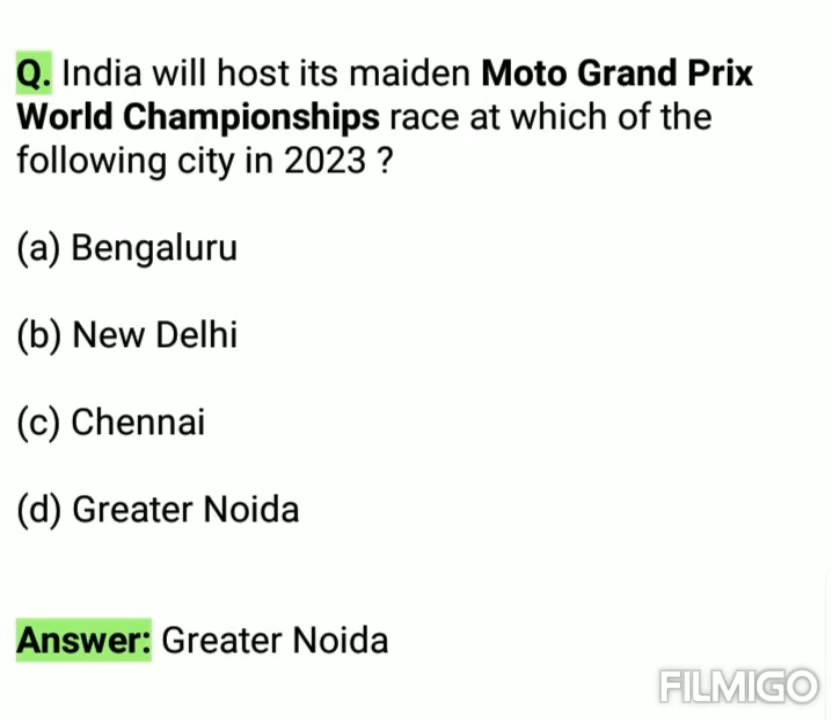 Q. India will host its maiden Moto Grand Prix
World Championships race at which of the
following city in 2023 ?
(a) Bengaluru
(b) New Delhi
(c) Chennai
(d) Greater Noida
Answer: Greater Noida
FILMIGO